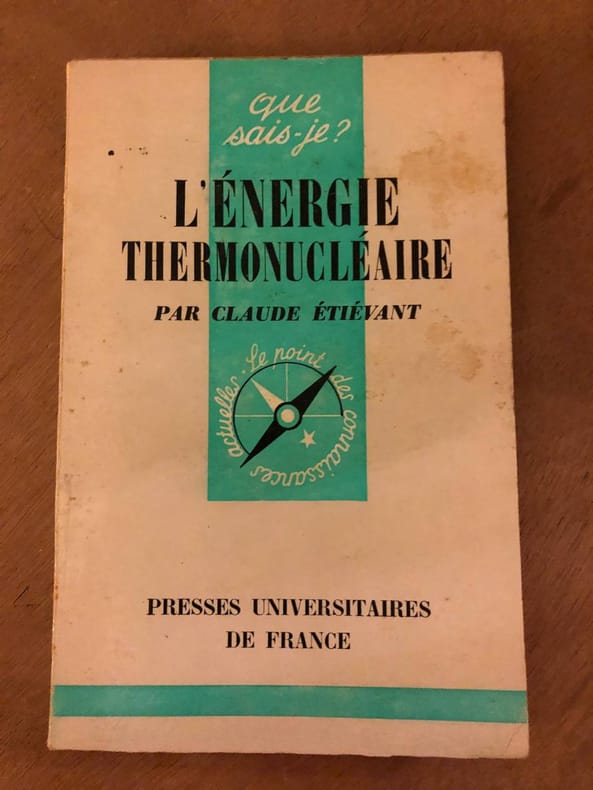 que
sais-je?
L'ÉNERGIE
THERMONUCLÉAIRE
PAR CLAUDE ÉTIÉVANT
Le point des connaissances actuelles.
PRESSES UNIVERSITAIRES
DE FRANCE